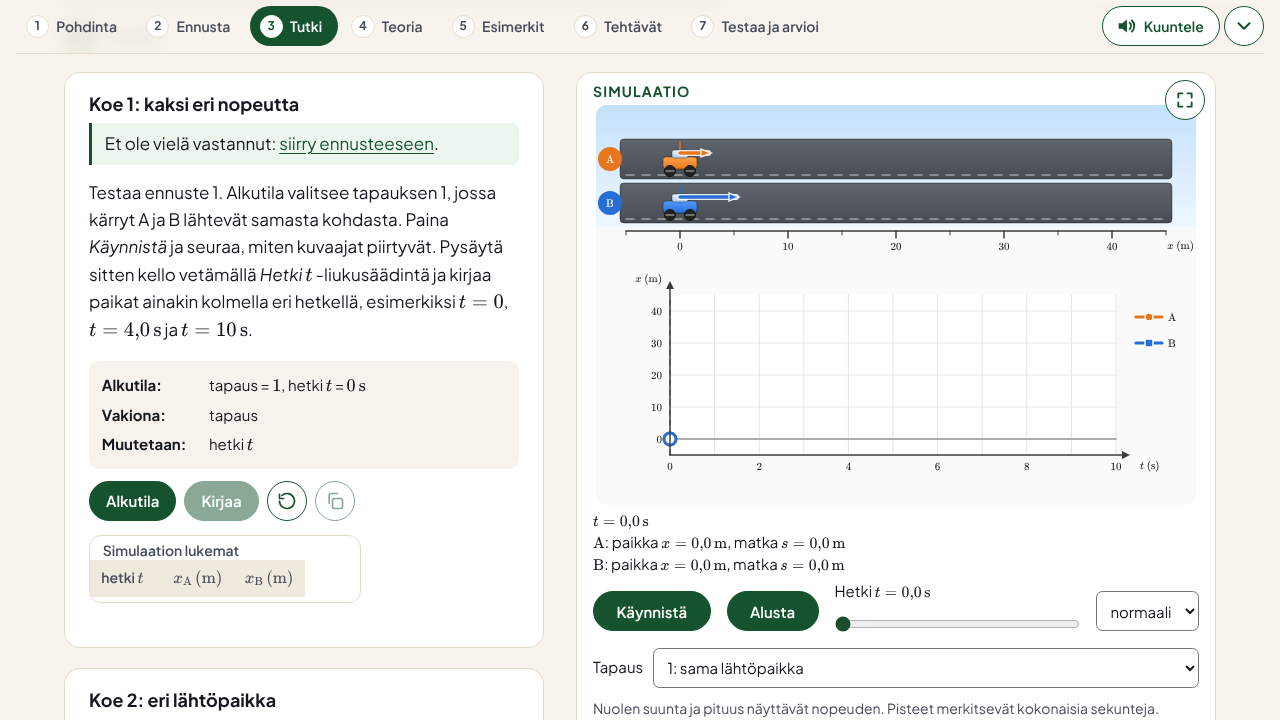 1 Pohdinta 2 Ennusta 3 Tutki 4 Teoria 5 Esimerkit 6 Tehtävät 7 Testaa ja arvioi Kuuntele
Koe 1: kaksi eri nopeutta
Et ole vielä vastannut: siirry ennusteeseen.
Testaa ennuste 1. Alkutila valitsee tapauksen 1, jossa
kärryt A ja B lähtevät samasta kohdasta. Paina
Käynnistä ja seuraa, miten kuvaajat piirtyvät. Pysäytä
sitten kello vetämällä Hetki t -liukusäädintä ja kirjaa
paikat ainakin kolmella eri hetkellä, esimerkiksi t = 0,
t = 4,0 s ja t = 10 s.
Alkutila: tapaus = 1, hetki t = 0 s
Vakiona: tapaus
Muutetaan: hetki t
Alkutila Kirjaa
Simulaation lukemat
hetki t xA (m) xB (m)
Koe 2: eri lähtöpaikka
SIMULAATIO
A
B
0 10 20 30 40 x (m)
x (m)
40
30
20
10
0
0 2 4 6 8 10 t (s)
A
B
t = 0,0 s
A: paikka x = 0,0 m, matka s = 0,0 m
B: paikka x = 0,0 m, matka s = 0,0 m
Käynnistä Alusta Hetki t = 0,0 s normaali
Tapaus 1: sama lähtöpaikka
Nuolen suunta ja pituus näyttävät nopeuden. Pisteet merkitsevät kokonaisia sekunteja.